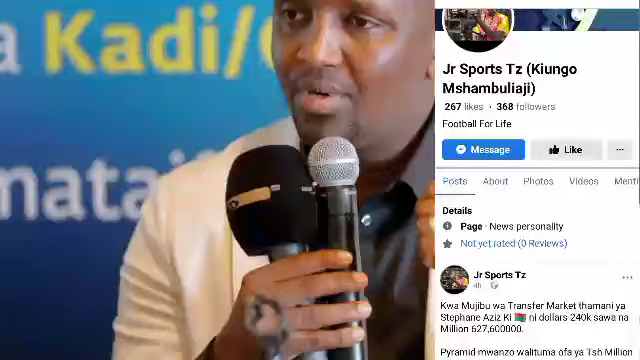 a Kadi/
mata
Jr Sports Tz (Kiungo
Mshambuliaji)
267 likes • 368 followers
Football For Life
Message
Like
Posts
About
Photos
Videos
Menti
Details
Page · News personality
Not yet rated (0 Reviews)
Jr Sports Tz
Kwa Mujibu wa Transfer Market thamani ya
Stephane Aziz KI 🇧🇫 ni dollars 240k sawa na
Million 627,600000.
Pyramid mwanzo walituma ofa ya Tsh Million